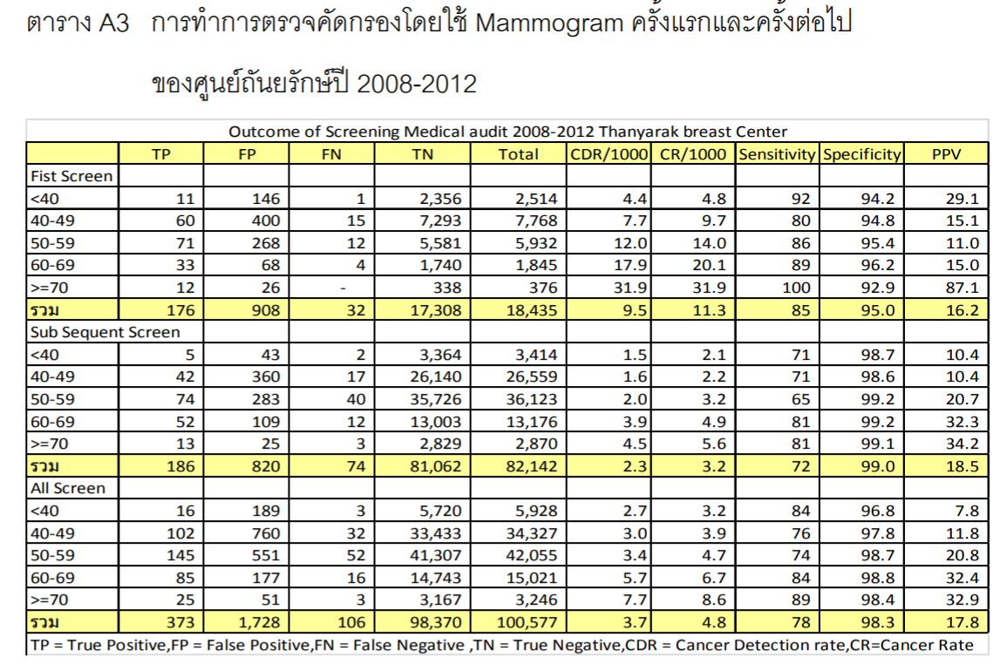 ตาราง A3 การทำการตรวจคัดกรองโดยใช้ Mammogram ครั้งแรกและครั้งต่อไป
ของศูนย์ถันยรักษ์ปี 2008-2012
Outcome of Screening Medical audit 2008-2012 Thanyarak breast Center
TP FP FN TN Total CDR/1000 CR/1000 Sensitivity Specificity PPV
Fist Screen
<40 11 146 1 2,356 2,514 4.4 4.8 92 94.2 29.1
40-49 60 400 15 7,293 7,768 7.7 9.7 80 94.8 15.1
50-59 71 268 12 5,581 5,932 12.0 14.0 86 95.4 11.0
60-69 33 68 4 1,740 1,845 17.9 20.1 89 96.2 15.0
>=70 12 26 - 338 376 31.9 31.9 100 92.9 87.1
รวม 176 908 32 17,308 18,435 9.5 11.3 85 95.0 16.2
Sub Sequent Screen
<40 5 43 2 3,364 3,414 1.5 2.1 71 98.7 10.4
40-49 42 360 17 26,140 26,559 1.6 2.2 71 98.6 10.4
50-59 74 283 40 35,726 36,123 2.0 3.2 65 99.2 20.7
60-69 52 109 12 13,003 13,176 3.9 4.9 81 99.2 32.3
>=70 13 25 3 2,829 2,870 4.5 5.6 81 99.1 34.2
รวม 186 820 74 81,062 82,142 2.3 3.2 72 99.0 18.5
All Screen
<40 16 189 3 5,720 5,928 2.7 3.2 84 96.8 7.8
40-49 102 760 32 33,433 34,327 3.0 3.9 76 97.8 11.8
50-59 145 551 52 41,307 42,055 3.4 4.7 74 98.7 20.8
60-69 85 177 16 14,743 15,021 5.7 6.7 84 98.8 32.4
>=70 25 51 3 3,167 3,246 7.7 8.6 89 98.4 32.9
รวม 373 1,728 106 98,370 100,577 3.7 4.8 78 98.3 17.8
TP = True Positive,FP = False Positive,FN = False Negative ,TN = True Negative,CDR = Cancer Detection rate,CR=Cancer Rate